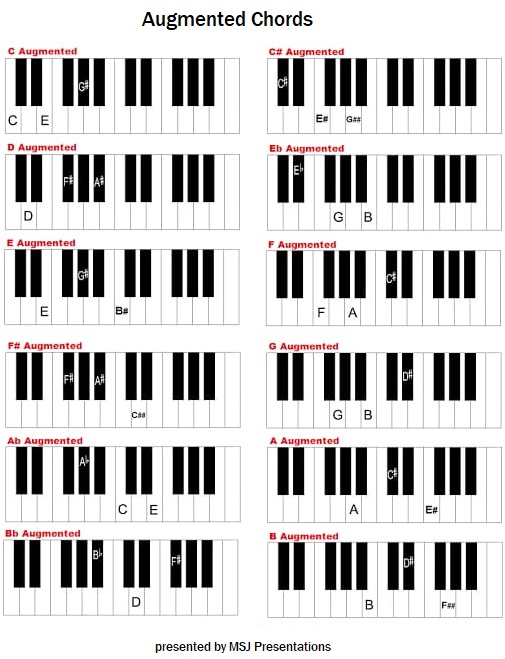 Augmented Chords
C Augmented
G#
C E
C# Augmented
C#
E# G##
D Augmented
F# A#
D
Eb Augmented
E♭
G B
E Augmented
G#
E B#
F Augmented
C#
F A
F# Augmented
F# A#
C##
G Augmented
D#
G B
Ab Augmented
A♭
C E
A Augmented
C#
A E#
Bb Augmented
B♭ F#
D
B Augmented
D#
B F##
presented by MSJ Presentations